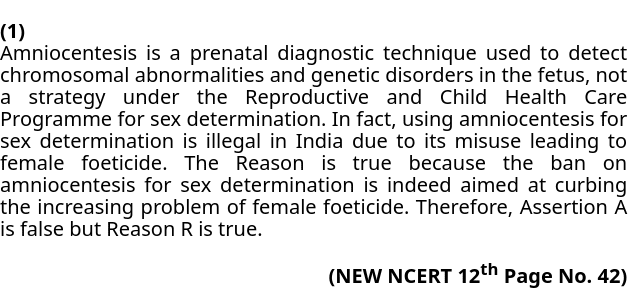 (1)
Amniocentesis is a prenatal diagnostic technique used to detect
chromosomal abnormalities and genetic disorders in the fetus, not
a strategy under the Reproductive and Child Health Care
Programme for sex determination. In fact, using amniocentesis for
sex determination is illegal in India due to its misuse leading to
female foeticide. The Reason is true because the ban on
amniocentesis for sex determination is indeed aimed at curbing
the increasing problem of female foeticide. Therefore, Assertion A
is false but Reason R is true.
(NEW NCERT 12th Page No. 42)